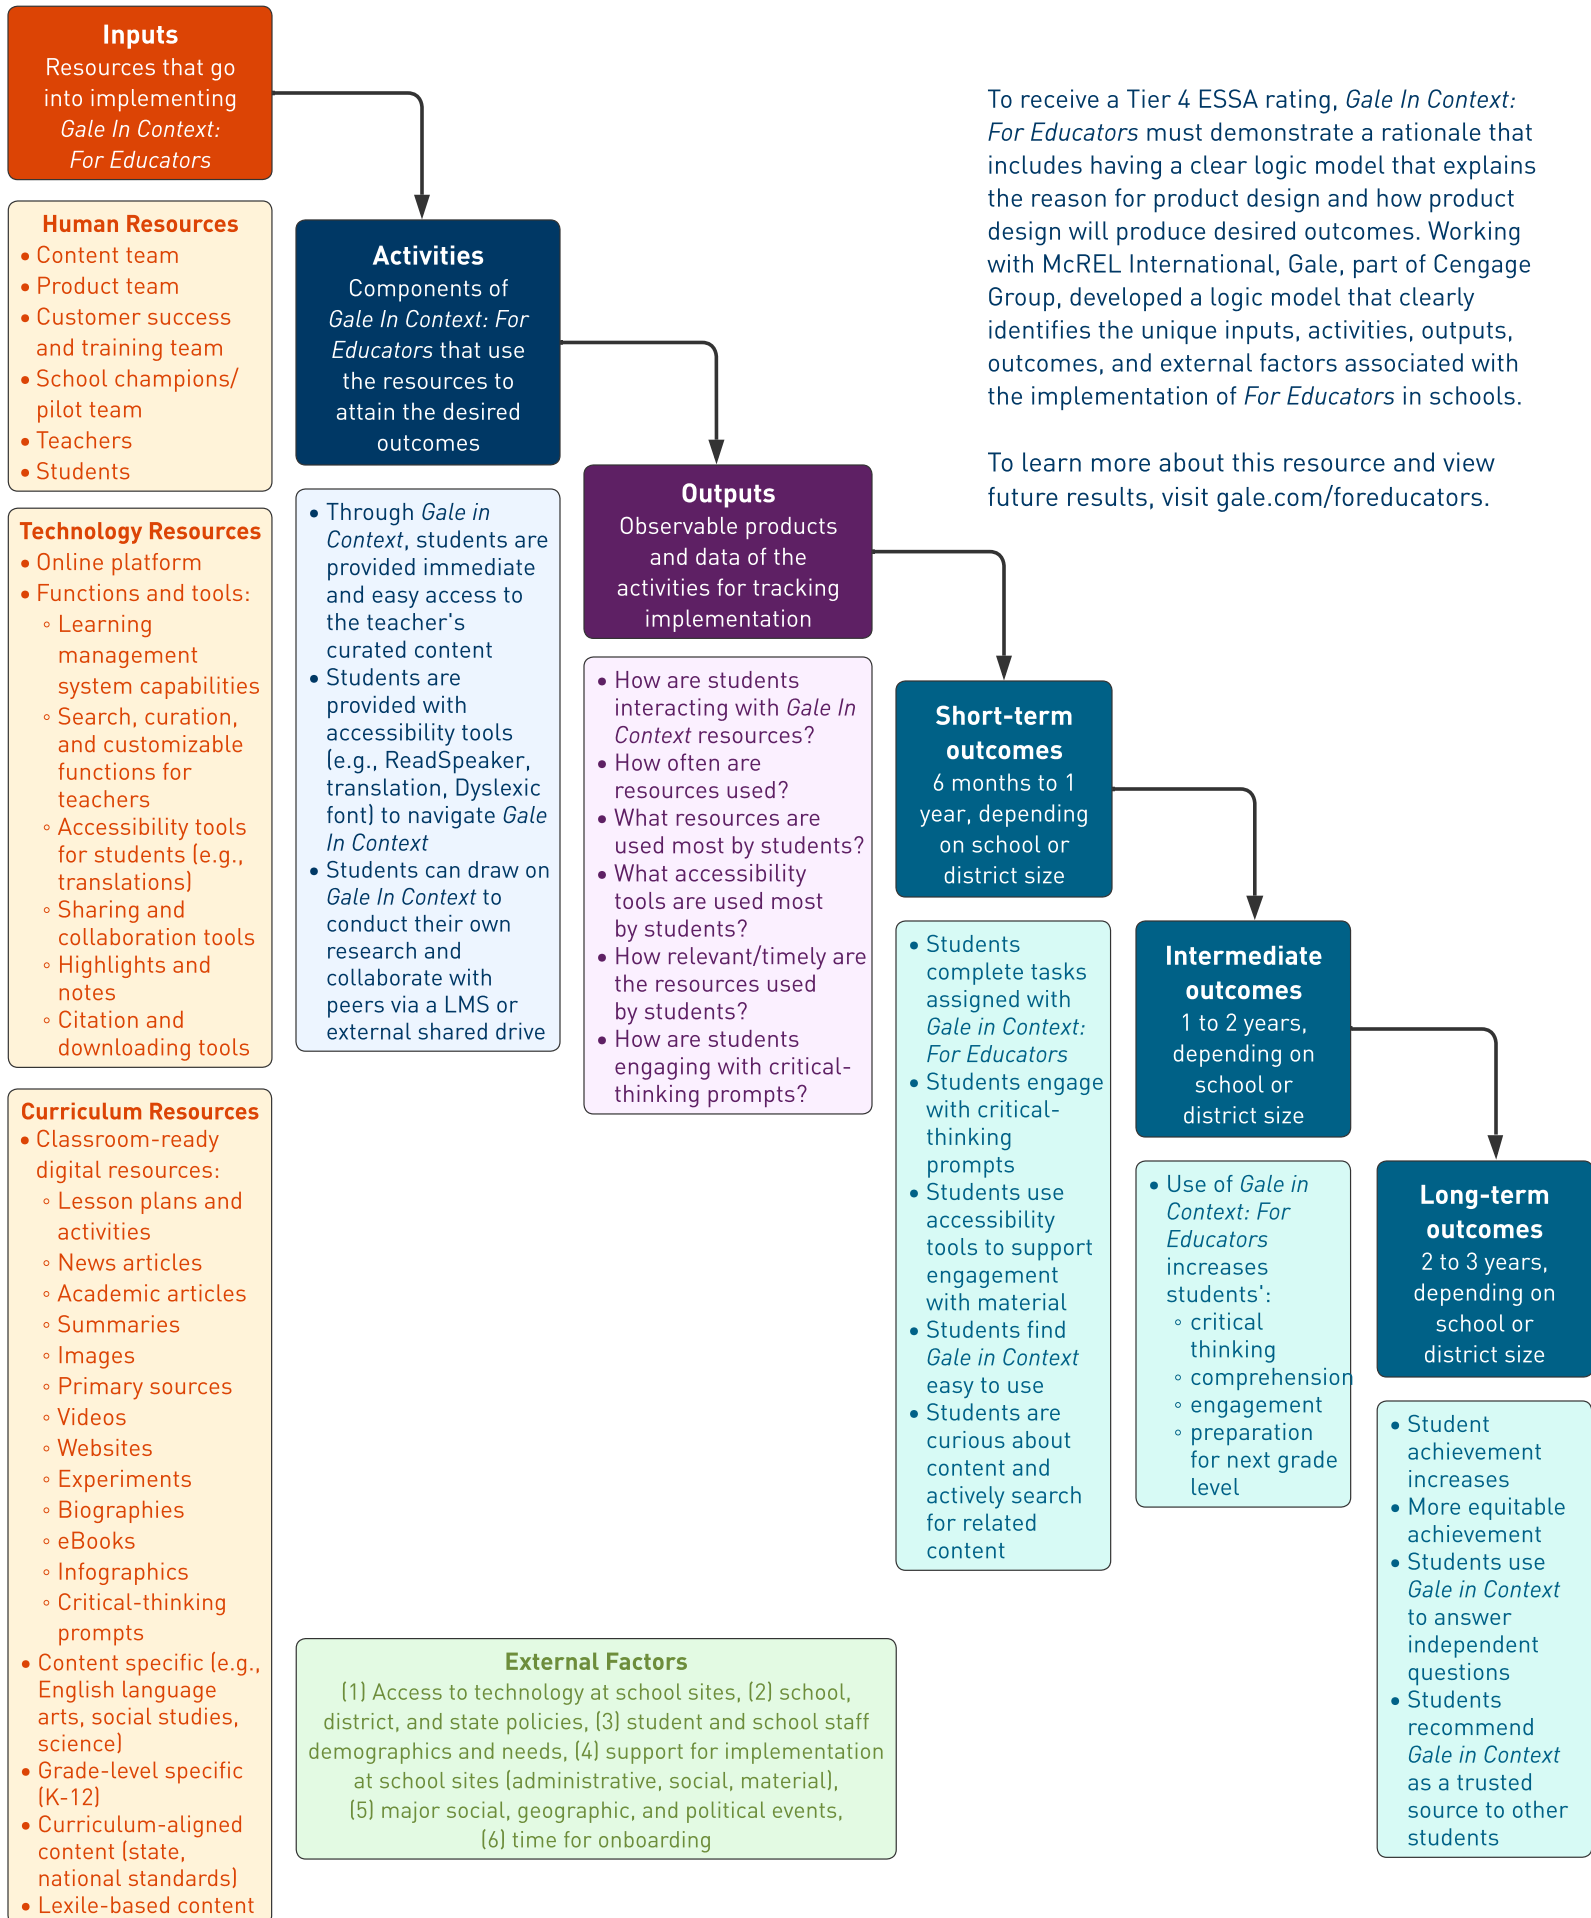 Inputs
Resources that go
into implementing
Gale In Context:
For Educators
Human Resources
• Content team
• Product team
• Customer success
and training team
• School champions/
pilot team
• Teachers
• Students
Technology Resources
• Online platform
• Functions and tools:
◦ Learning
management
system capabilities
◦ Search, curation,
and customizable
functions for
teachers
◦ Accessibility tools
for students (e.g.,
translations)
◦ Sharing and
collaboration tools
◦ Highlights and
notes
◦ Citation and
downloading tools
Curriculum Resources
• Classroom-ready
digital resources:
◦ Lesson plans and
activities
◦ News articles
◦ Academic articles
◦ Summaries
◦ Images
◦ Primary sources
◦ Videos
◦ Websites
◦ Experiments
◦ Biographies
◦ eBooks
◦ Infographics
◦ Critical-thinking
prompts
• Content specific (e.g.,
English language
arts, social studies,
science)
• Grade-level specific
(K-12)
• Curriculum-aligned
content (state,
national standards)
• Lexile-based content
Activities
Components of
Gale In Context: For
Educators that use
the resources to
attain the desired
outcomes
• Through Gale in
Context, students are
provided immediate
and easy access to
the teacher's
curated content
• Students are
provided with
accessibility tools
(e.g., ReadSpeaker,
translation, Dyslexic
font) to navigate Gale
In Context
• Students can draw on
Gale In Context to
conduct their own
research and
collaborate with
peers via a LMS or
external shared drive
Outputs
Observable products
and data of the
activities for tracking
implementation
• How are students
interacting with Gale In
Context resources?
• How often are
resources used?
• What resources are
used most by students?
• What accessibility
tools are used most
by students?
• How relevant/timely are
the resources used
by students?
• How are students
engaging with critical-
thinking prompts?
Short-term
outcomes
6 months to 1
year, depending
on school or
district size
• Students
complete tasks
assigned with
Gale in Context:
For Educators
• Students engage
with critical-
thinking
prompts
• Students use
accessibility
tools to support
engagement
with material
• Students find
Gale in Context
easy to use
• Students are
curious about
content and
actively search
for related
content
Intermediate
outcomes
1 to 2 years,
depending on
school or
district size
• Use of Gale in
Context: For
Educators
increases
students':
◦ critical
thinking
◦ comprehension
◦ engagement
◦ preparation
for next grade
level
Long-term
outcomes
2 to 3 years,
depending on
school or
district size
• Student
achievement
increases
• More equitable
achievement
• Students use
Gale in Context
to answer
independent
questions
• Students
recommend
Gale in Context
as a trusted
source to other
students
To receive a Tier 4 ESSA rating, Gale In Context:
For Educators must demonstrate a rationale that
includes having a clear logic model that explains
the reason for product design and how product
design will produce desired outcomes. Working
with McREL International, Gale, part of Cengage
Group, developed a logic model that clearly
identifies the unique inputs, activities, outputs,
outcomes, and external factors associated with
the implementation of For Educators in schools.
To learn more about this resource and view
future results, visit gale.com/foreducators.
External Factors
(1) Access to technology at school sites, (2) school,
district, and state policies, (3) student and school staff
demographics and needs, (4) support for implementation
at school sites (administrative, social, material),
(5) major social, geographic, and political events,
(6) time for onboarding